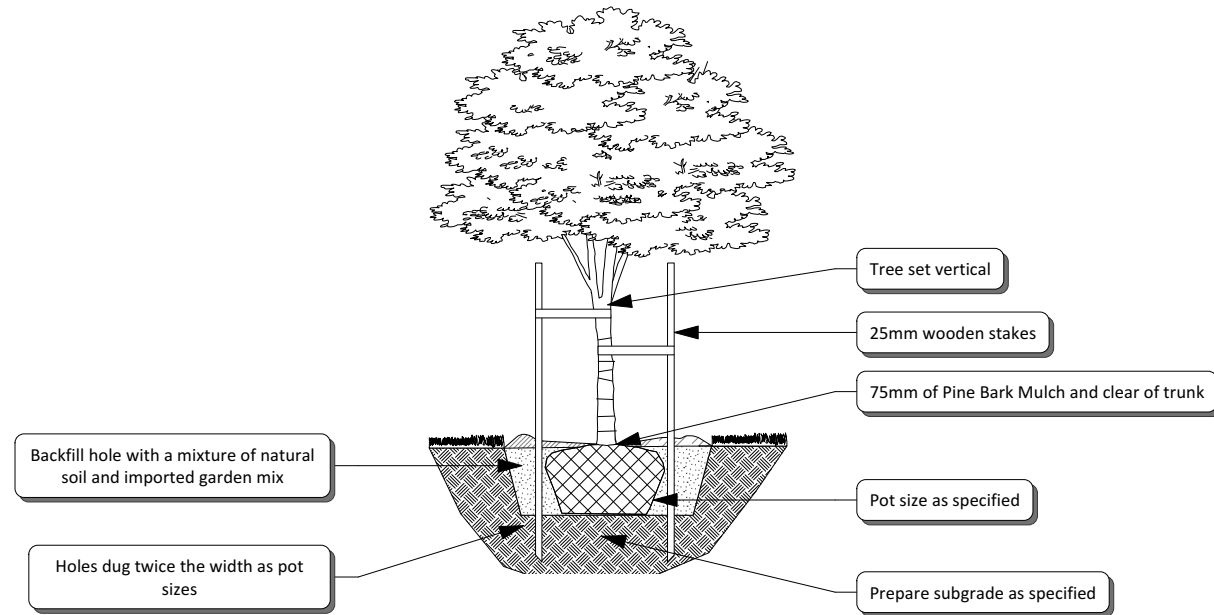 Tree set vertical
25mm wooden stakes
75mm of Pine Bark Mulch and clear of trunk
Backfill hole with a mixture of natural
soil and imported garden mix
Pot size as specified
Holes dug twice the width as pot
sizes
Prepare subgrade as specified